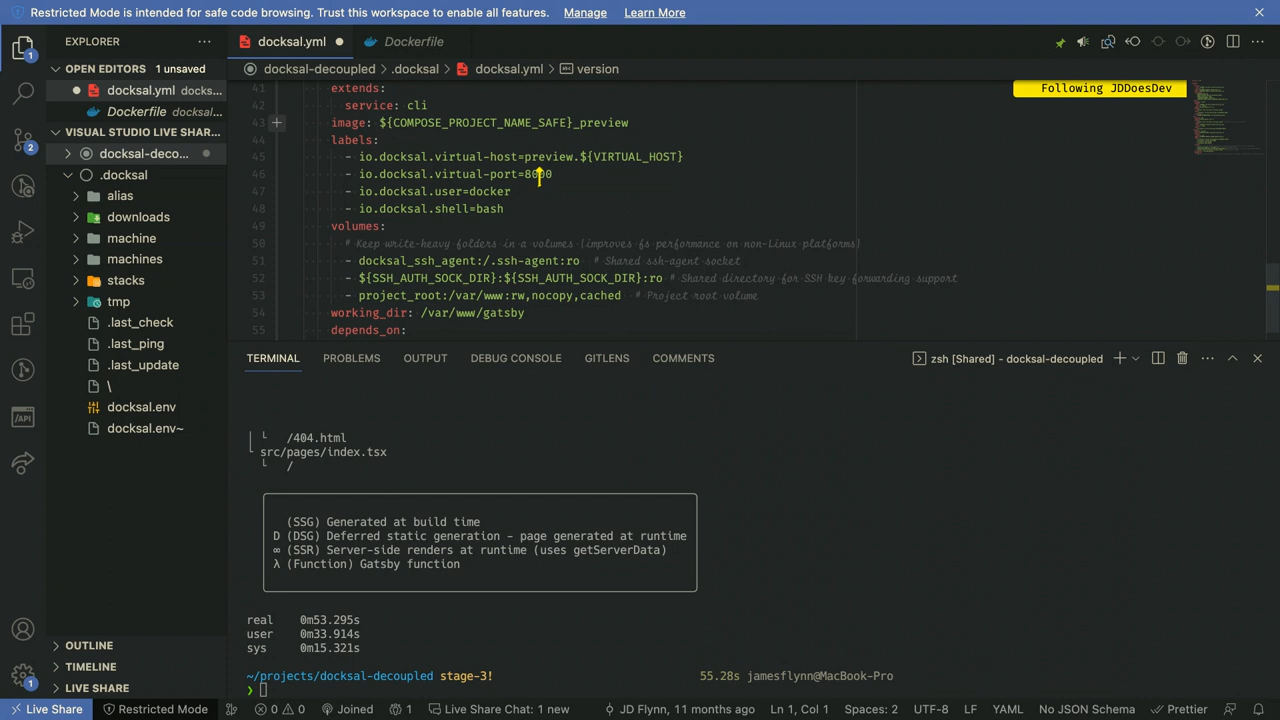 Restricted Mode is intended for safe code browsing. Trust this workspace to enable all features. Manage Learn More
EXPLORER
OPEN EDITORS 1 unsaved
docksal.yml docks...
Dockerfile docksal...
VISUAL STUDIO LIVE SHAR...
docksal-decou...
.docksal
alias
downloads
machine
machines
stacks
tmp
.last_check
.last_ping
.last_update
\
docksal.env
docksal.env~
OUTLINE
TIMELINE
LIVE SHARE
docksal.yml Dockerfile
docksal-decoupled > .docksal > docksal.yml > version
Following JDDoesDev
41 extends:
42 service: cli
43 image: ${COMPOSE_PROJECT_NAME_SAFE}_preview
44 labels:
45 - io.docksal.virtual-host=preview.${VIRTUAL_HOST}
46 - io.docksal.virtual-port=8000
47 - io.docksal.user=docker
48 - io.docksal.shell=bash
49 volumes:
50 # Keep write-heavy folders in a volumes (improves fs performance on non-Linux platforms)
51 - docksal_ssh_agent:/.ssh-agent:ro # Shared ssh-agent socket
52 - ${SSH_AUTH_SOCK_DIR}:${SSH_AUTH_SOCK_DIR}:ro # Shared directory for SSH key forwarding support
53 - project_root:/var/www:rw,nocopy,cached # Project root volume
54 working_dir: /var/www/gatsby
55 depends_on:
TERMINAL PROBLEMS OUTPUT DEBUG CONSOLE GITLENS COMMENTS zsh [Shared] - docksal-decoupled
/404.html
src/pages/index.tsx
/
(SSG) Generated at build time
D (DSG) Deferred static generation - page generated at runtime
∞ (SSR) Server-side renders at runtime (uses getServerData)
λ (Function) Gatsby function
real 0m53.295s
user 0m33.914s
sys 0m15.321s
~/projects/docksal-decoupled stage-3! 55.28s jamesflynn@MacBook-Pro
❯
Live Share Restricted Mode 0 0 Joined 1 Live Share Chat: 1 new JD Flynn, 11 months ago Ln 1, Col 1 Spaces: 2 UTF-8 LF YAML No JSON Schema Prettier